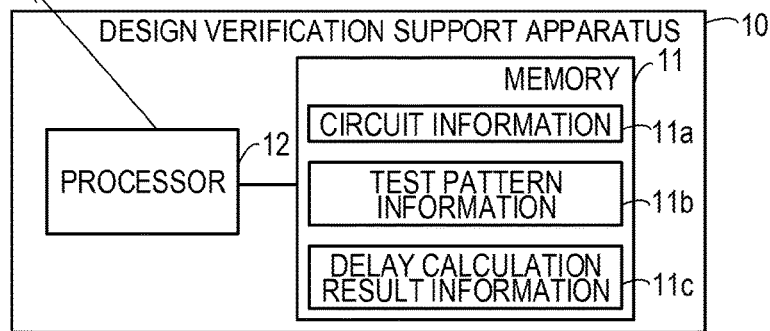 DESIGN VERIFICATION SUPPORT APPARATUS
10
11
MEMORY
CIRCUIT INFORMATION
11a
12
PROCESSOR
TEST PATTERN
INFORMATION
11b
DELAY CALCULATION
RESULT INFORMATION
11c